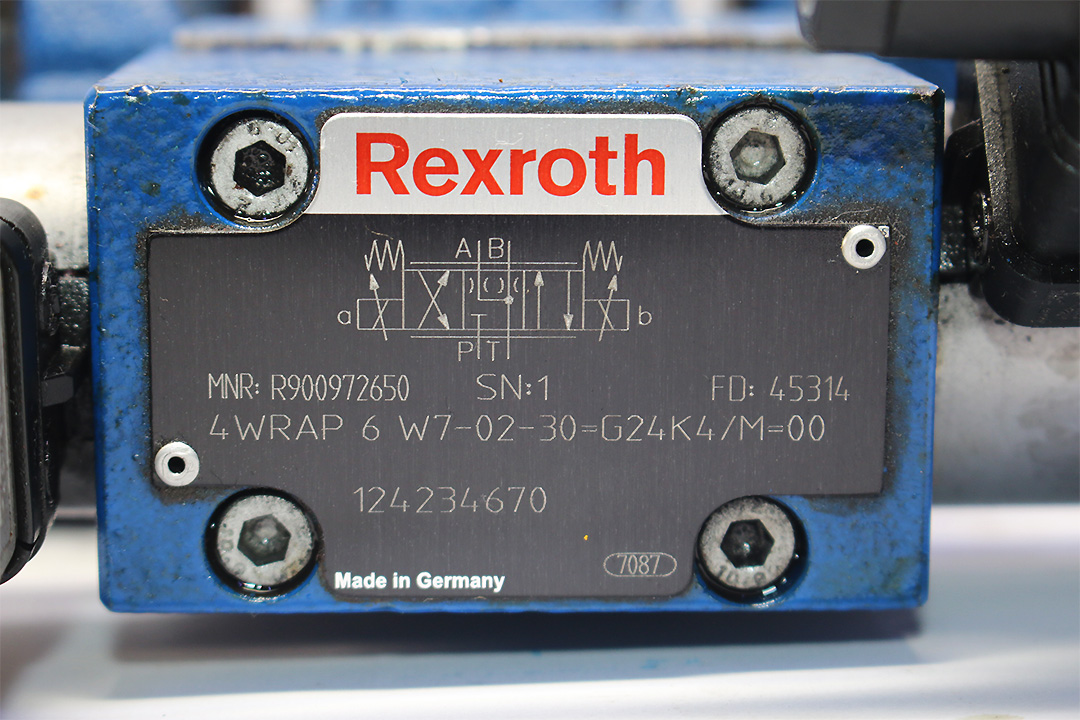 Rexroth
A B
a b
P T
MNR: R900972650 SN:1 FD: 45314
4WRAP 6 W7-02-30=G24K4/M=00
124234670
7087
Made in Germany